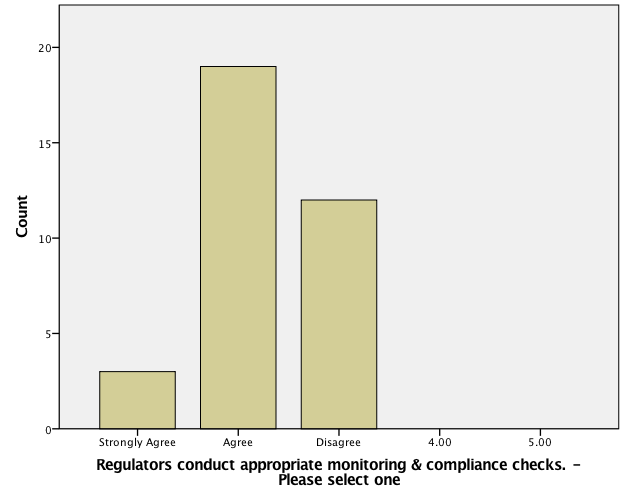 Count
20
15
10
5
0
Strongly Agree Agree Disagree 4.00 5.00
Regulators conduct appropriate monitoring & compliance checks. –
Please select one